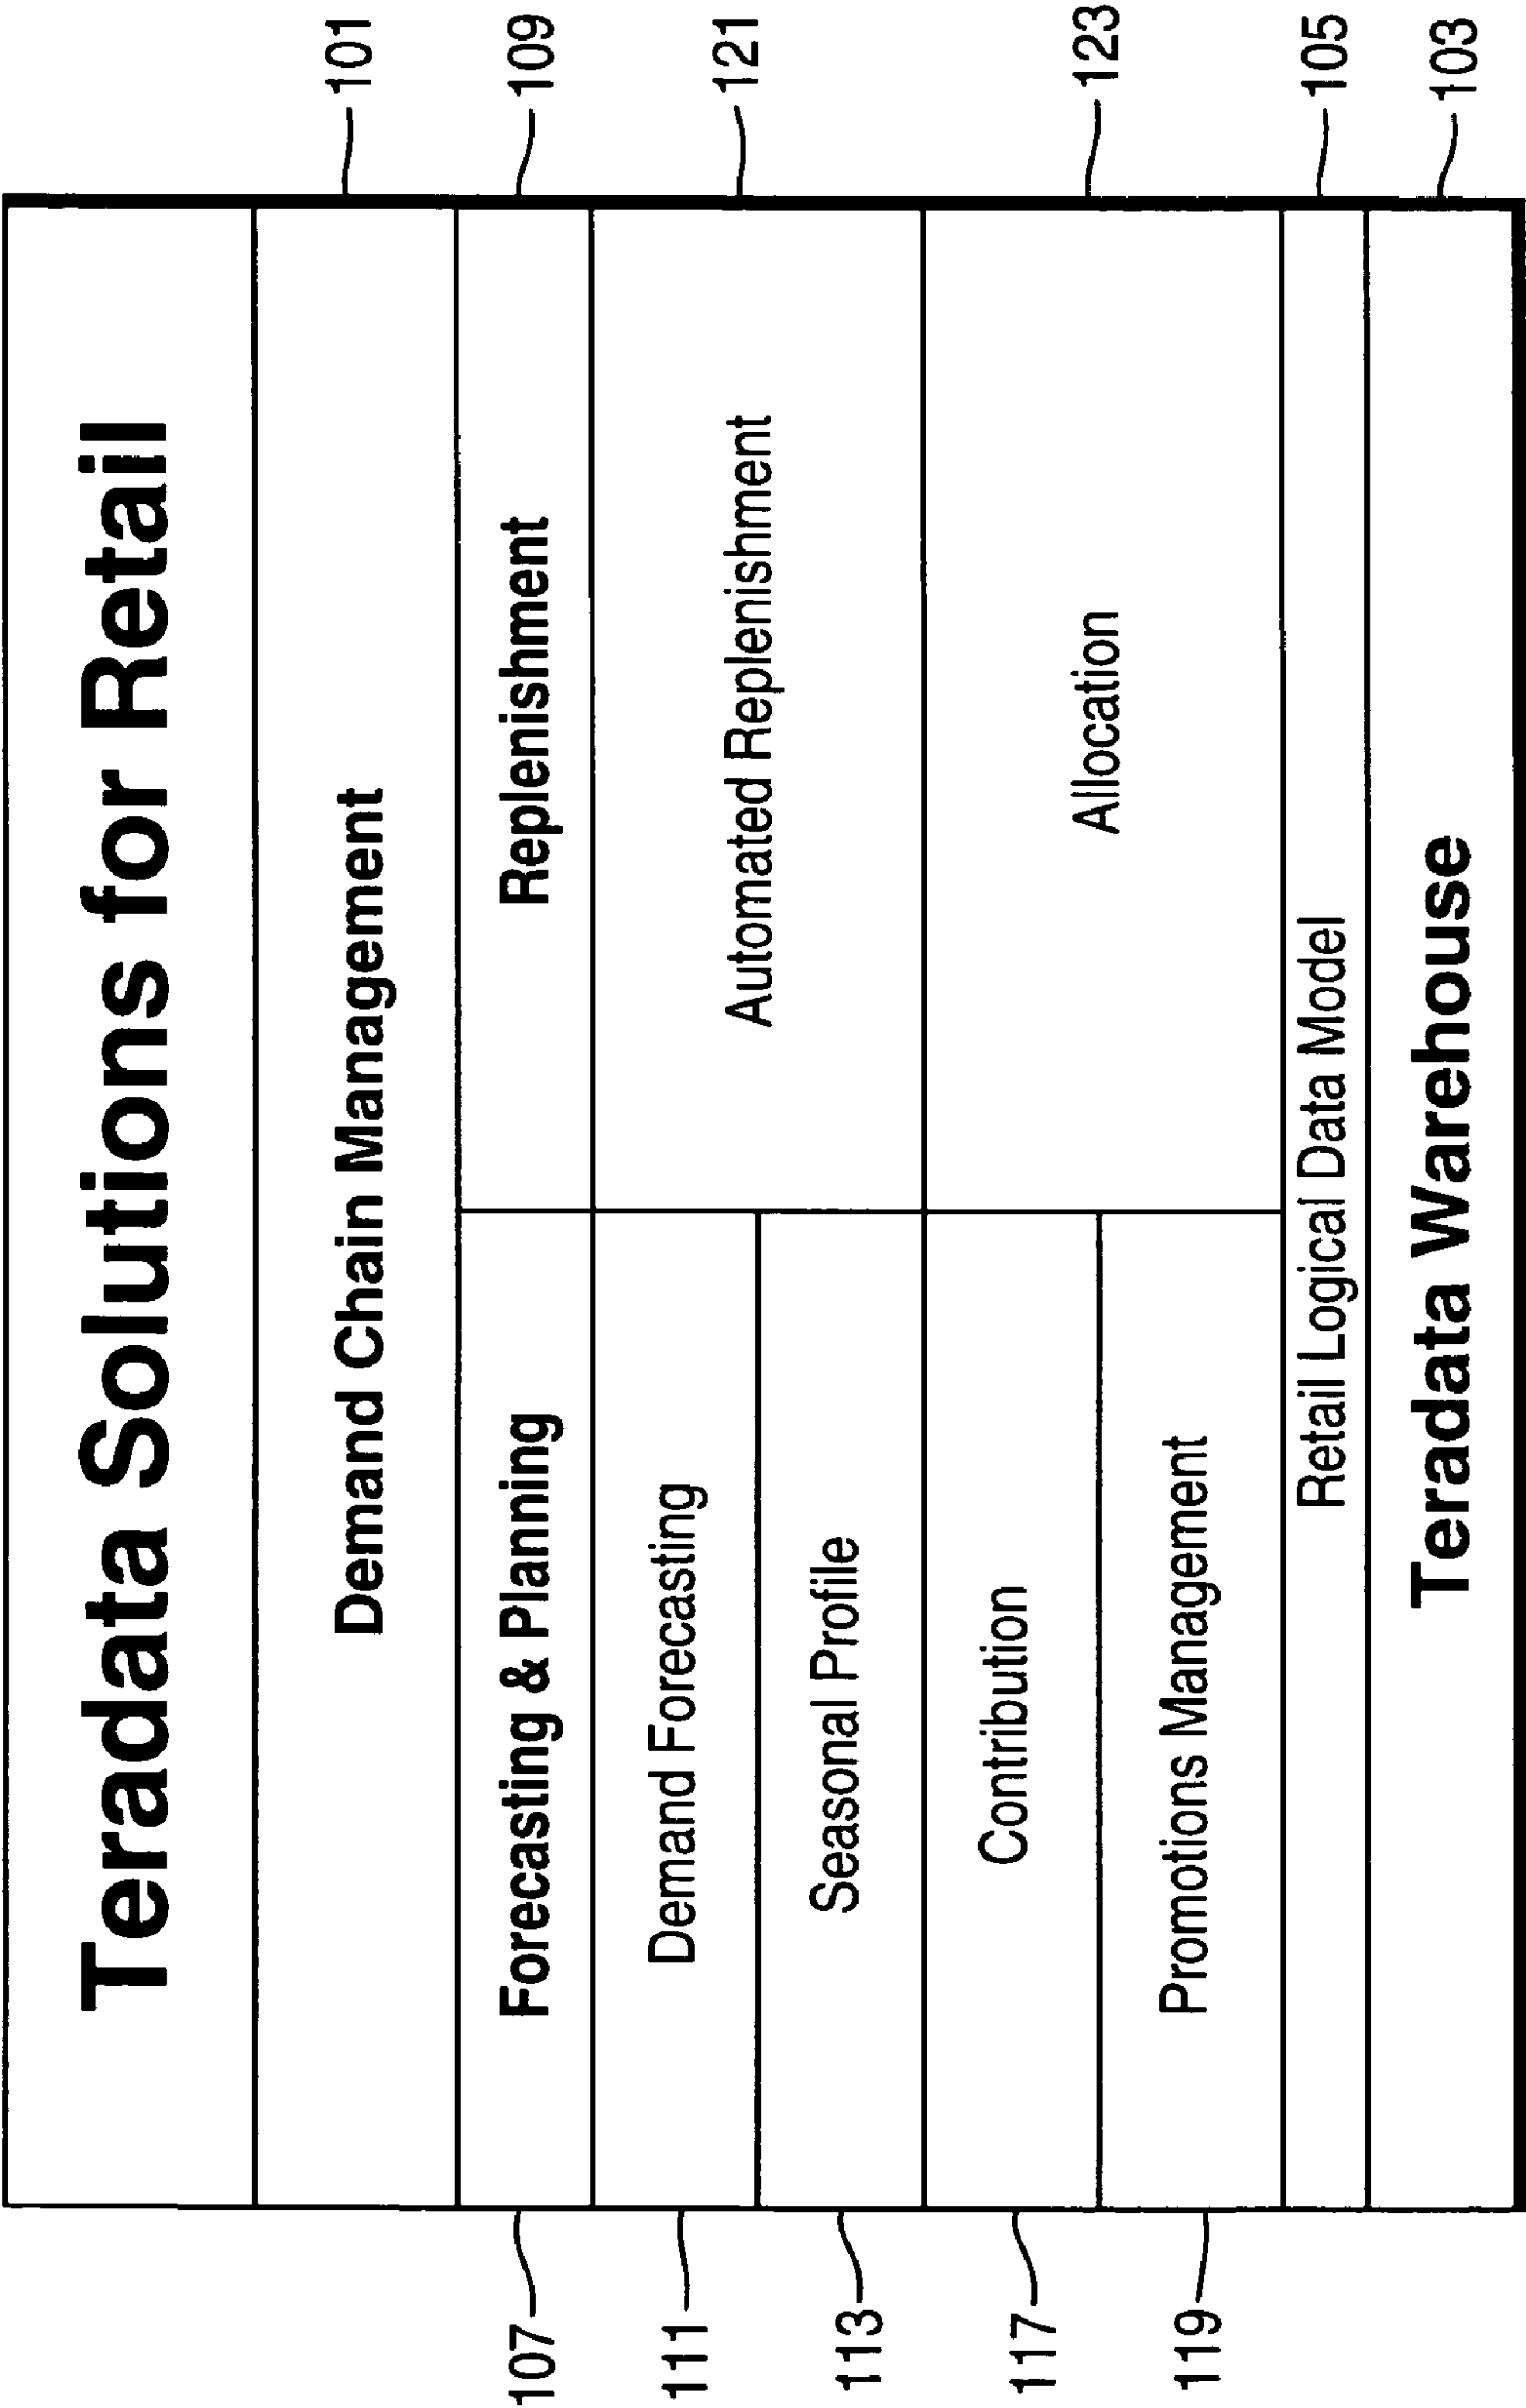 Teradata Solutions for Retail
Demand Chain Management
101
107
Forecasting & Planning
Replenishment
109
111
Demand Forecasting
Automated Replenishment
121
113
Seasonal Profile
117
Contribution
Allocation
123
119
Promotions Management
Retail Logical Data Model
105
Teradata Warehouse
103